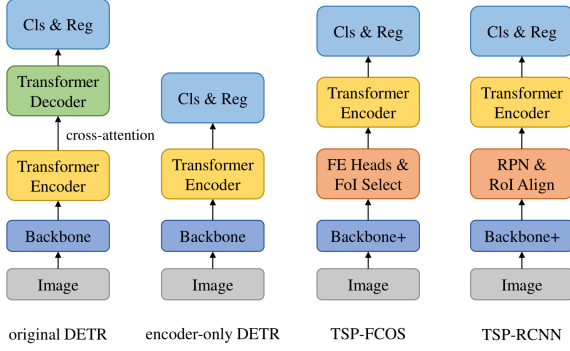 Cls & Reg
Transformer
Decoder
cross-attention
Transformer
Encoder
Backbone
Image
original DETR
Cls & Reg
Transformer
Encoder
Backbone
Image
encoder-only DETR
Cls & Reg
Transformer
Encoder
FE Heads &
FoI Select
Backbone+
Image
TSP-FCOS
Cls & Reg
Transformer
Encoder
RPN &
RoI Align
Backbone+
Image
TSP-RCNN